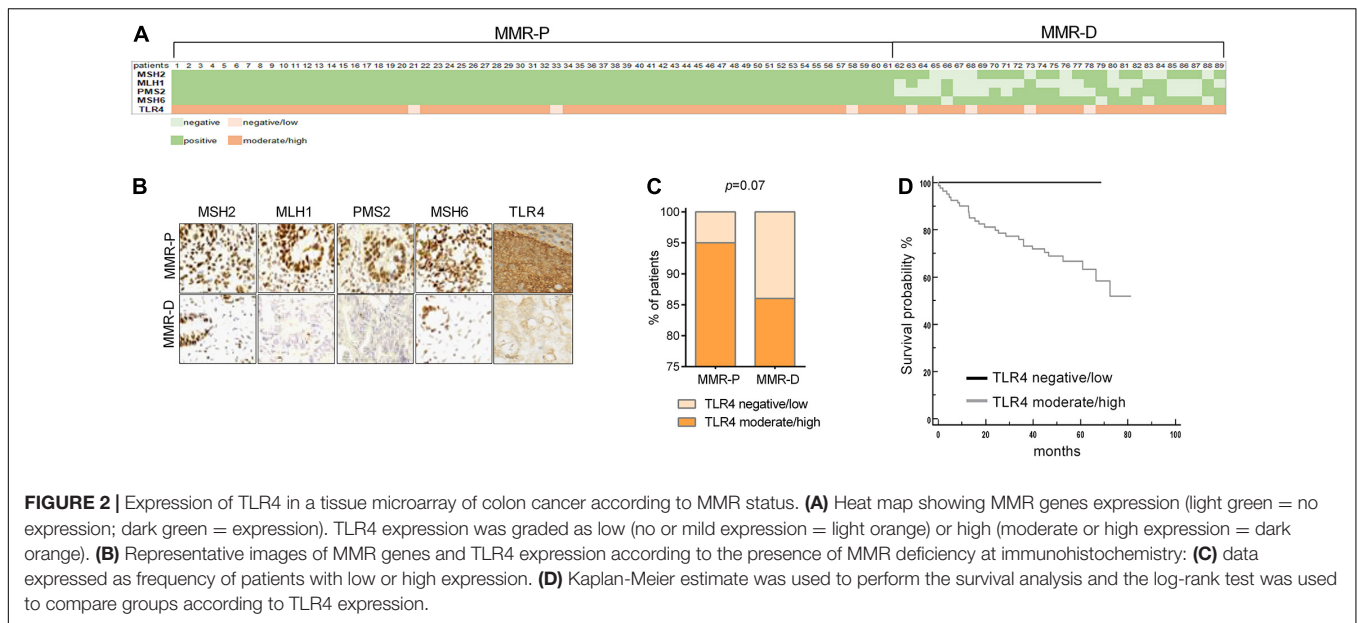 A
MMR-P
MMR-D
patients 1 2 3 4 5 6 7 8 9 10 11 12 13 14 15 16 17 18 19 20 21 22 23 24 25 26 27 28 29 30 31 32 33 34 35 36 37 38 39 40 41 42 43 44 45 46 47 48 49 50 51 52 53 54 55 56 57 58 59 60 61 62 63 64 65 66 67 68 69 70 71 72 73 74 75 76 77 78 79 80 81 82 83 84 85 86 87 88 89
MSH2
MLH1
PMS2
MSH6
TLR4
negative negative/low
positive moderate/high
B
MSH2 MLH1 PMS2 MSH6 TLR4
MMR-P
MMR-D
C
p=0.07
% of patients
100
95
90
85
80
75
MMR-P MMR-D
TLR4 negative/low
TLR4 moderate/high
D
Survival probability %
100
80
60
40
20
0
TLR4 negative/low
TLR4 moderate/high
0 20 40 60 80 100
months
FIGURE 2 | Expression of TLR4 in a tissue microarray of colon cancer according to MMR status. (A) Heat map showing MMR genes expression (light green = no
expression; dark green = expression). TLR4 expression was graded as low (no or mild expression = light orange) or high (moderate or high expression = dark
orange). (B) Representative images of MMR genes and TLR4 expression according to the presence of MMR deficiency at immunohistochemistry: (C) data
expressed as frequency of patients with low or high expression. (D) Kaplan-Meier estimate was used to perform the survival analysis and the log-rank test was used
to compare groups according to TLR4 expression.